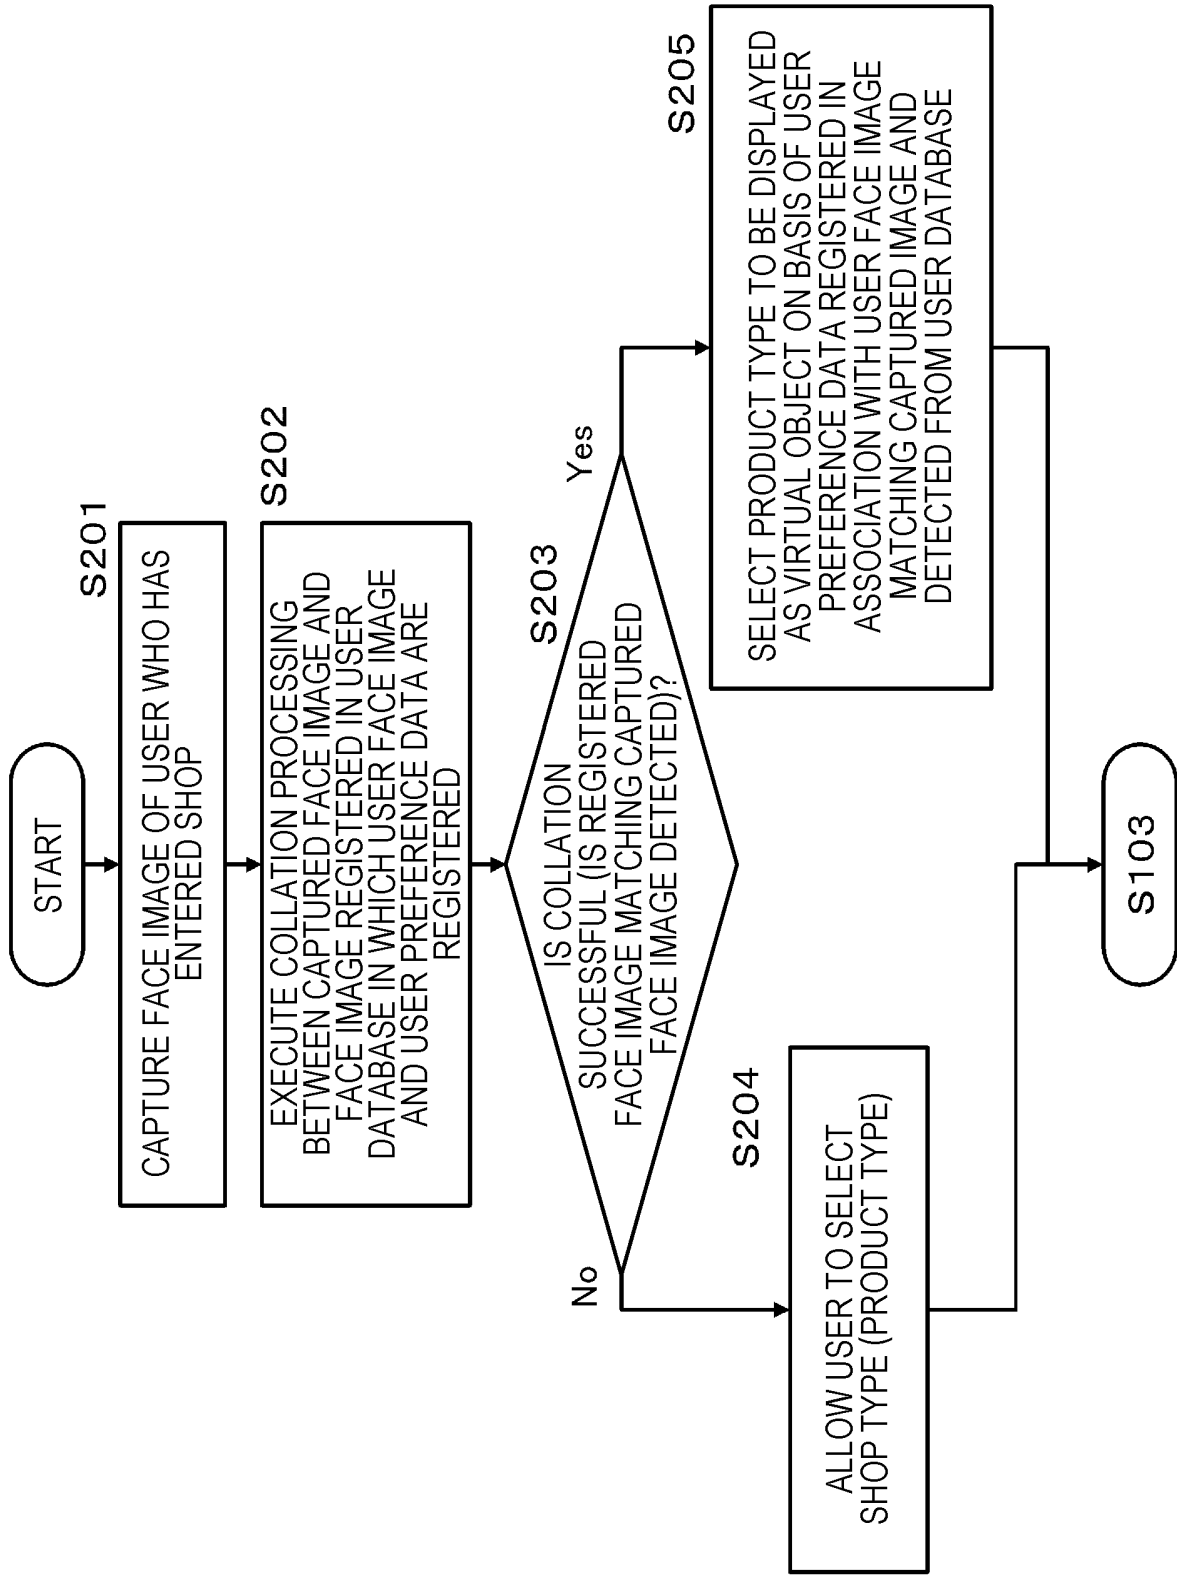 START
S201
CAPTURE FACE IMAGE OF USER WHO HAS
ENTERED SHOP
S202
EXECUTE COLLATION PROCESSING
BETWEEN CAPTURED FACE IMAGE AND
FACE IMAGE REGISTERED IN USER
DATABASE IN WHICH USER FACE IMAGE
AND USER PREFERENCE DATA ARE
REGISTERED
S203
IS COLLATION
SUCCESSFUL (IS REGISTERED
FACE IMAGE MATCHING CAPTURED
FACE IMAGE DETECTED)?
No
Yes
S204
ALLOW USER TO SELECT
SHOP TYPE (PRODUCT TYPE)
S205
SELECT PRODUCT TYPE TO BE DISPLAYED
AS VIRTUAL OBJECT ON BASIS OF USER
PREFERENCE DATA REGISTERED IN
ASSOCIATION WITH USER FACE IMAGE
MATCHING CAPTURED IMAGE AND
DETECTED FROM USER DATABASE
S103